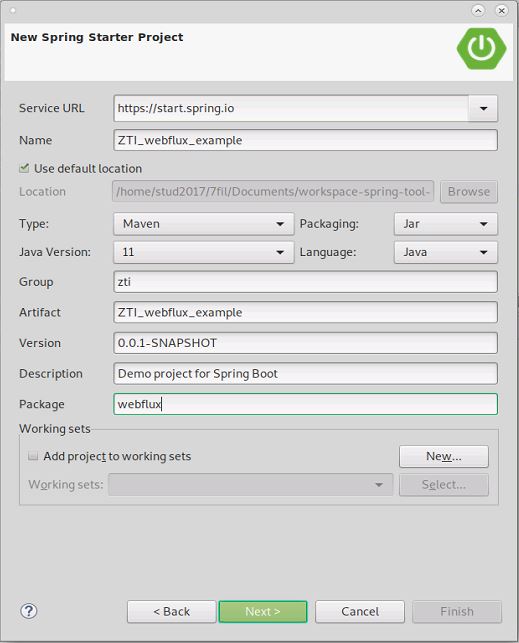 New Spring Starter Project
Service URL https://start.spring.io
Name ZTI_webflux_example
Use default location
Location /home/stud2017/7fil/Documents/workspace-spring-tool- Browse
Type: Maven Packaging: Jar
Java Version: 11 Language: Java
Group zti
Artifact ZTI_webflux_example
Version 0.0.1-SNAPSHOT
Description Demo project for Spring Boot
Package webflux
Working sets
Add project to working sets New...
Working sets: Select...
? < Back Next > Cancel Finish